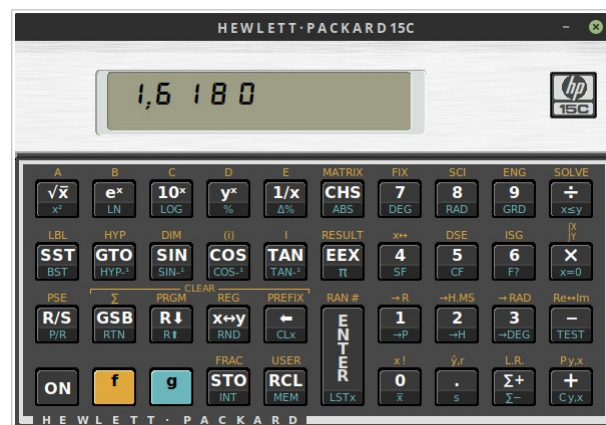 HEWLETT·PACKARD 15C
1,6180
hp
15C
A B C D E MATRIX FIX SCI ENG SOLVE
√x̅ eˣ 10ˣ yˣ 1/x CHS 7 8 9 ÷
x² LN LOG % Δ% ABS DEG RAD GRD x≤y
LBL HYP DIM (i) I RESULT x↔ DSE ISG ∫x̲y
SST GTO SIN COS TAN EEX 4 5 6 ×
BST HYP-¹ SIN-¹ COS-¹ TAN-¹ π SF CF F? x=0
CLEAR
PSE Σ PRGM REG PREFIX RAN # →R →H.MS →RAD Re↔Im
R/S GSB R⬇ x↔y ⬅ ENTER 1 2 3 −
P/R RTN R⬆ RND CLx →P →H →DEG TEST
FRAC USER x! ŷ,r L.R. Py,x
ON f g STO RCL 0 . Σ+ +
INT MEM LSTx x̅ s Σ− Cy,x
HEWLETT·PACKARD